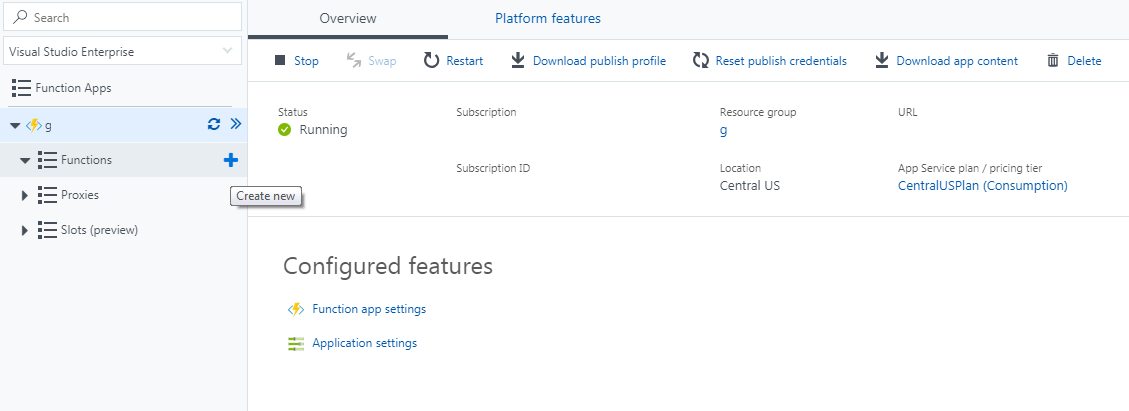 Search
Visual Studio Enterprise
Function Apps
g
Functions
Create new
Proxies
Slots (preview)
Overview
Platform features
Stop
Swap
Restart
Download publish profile
Reset publish credentials
Download app content
Delete
Status
Running
Subscription
Resource group
g
URL
Subscription ID
Location
Central US
App Service plan / pricing tier
CentralUSPlan (Consumption)
Configured features
Function app settings
Application settings